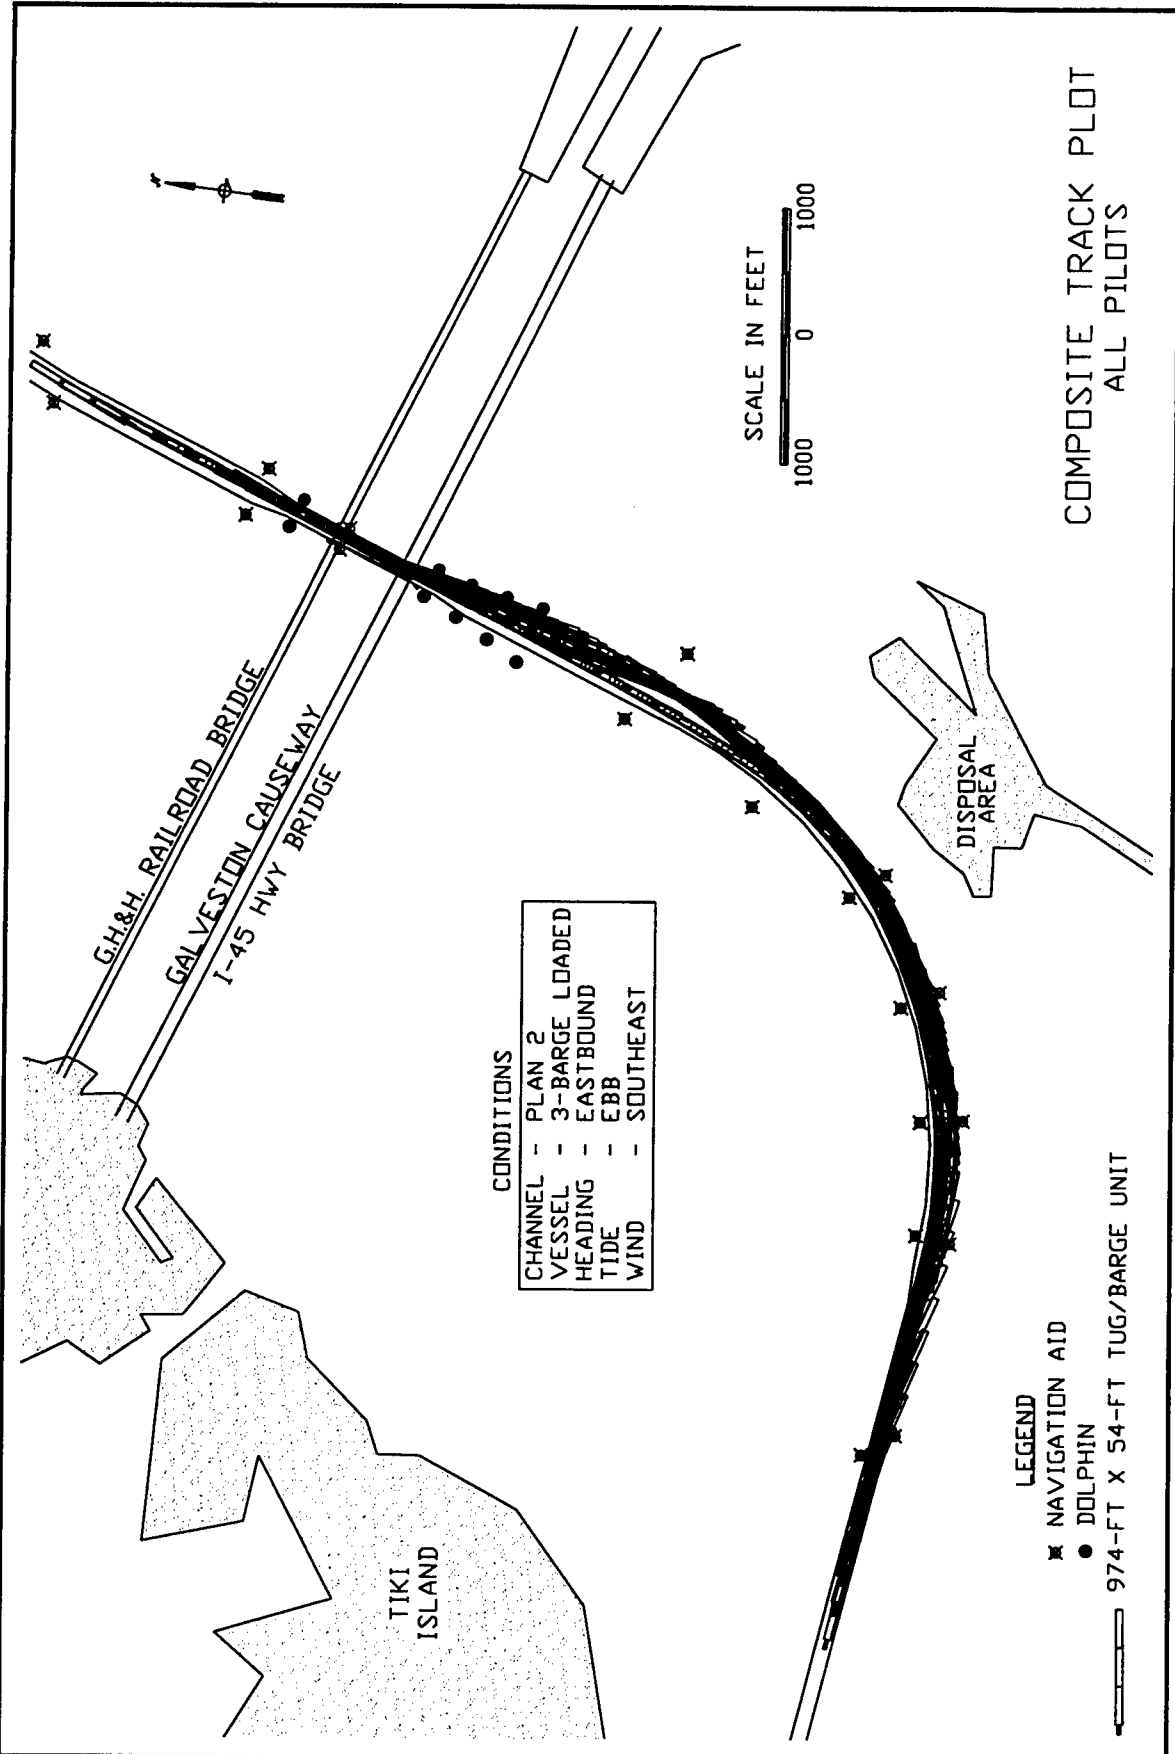 G.H.&H. RAILROAD BRIDGE
GALVESTON CAUSEWAY
I-45 HWY BRIDGE
N
TIKI
ISLAND
CONDITIONS
CHANNEL - PLAN 2
VESSEL - 3-BARGE LOADED
HEADING - EASTBOUND
TIDE - EBB
WIND - SOUTHEAST
SCALE IN FEET
1000 0 1000
DISPOSAL
AREA
LEGEND
NAVIGATION AID
DOLPHIN
974-FT X 54-FT TUG/BARGE UNIT
COMPOSITE TRACK PLOT
ALL PILOTS